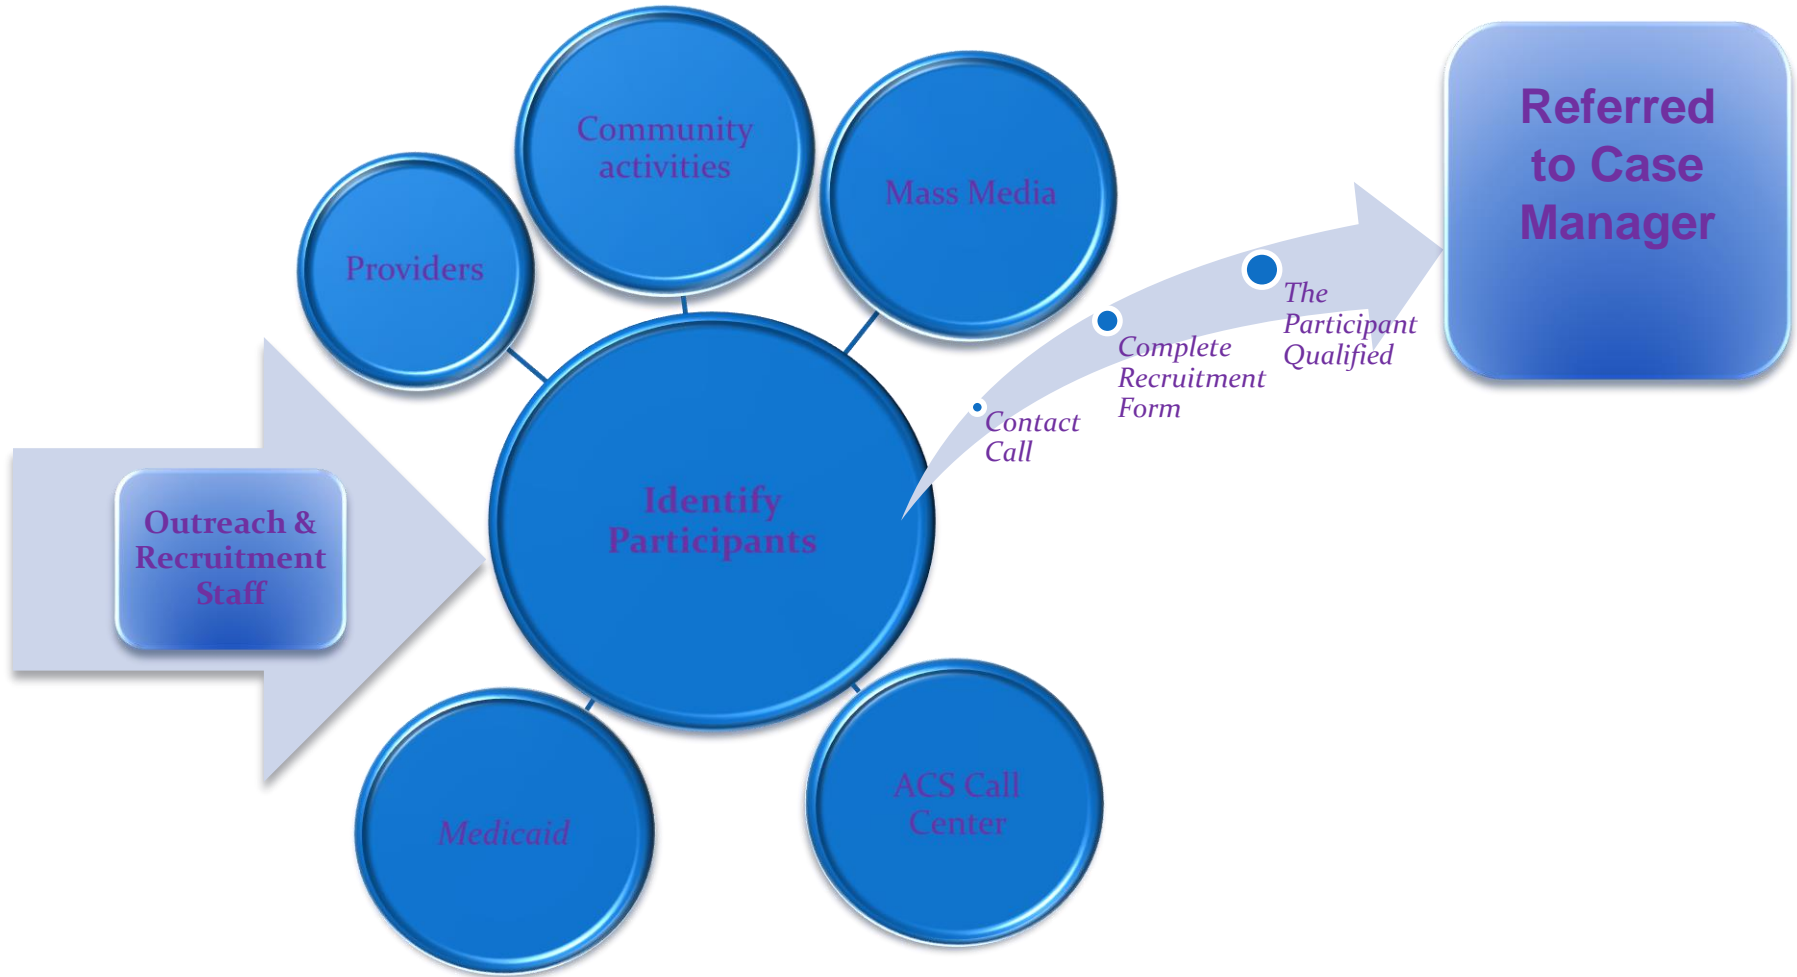 Outreach &
Recruitment
Staff
Providers
Community
activities
Mass Media
Identify
Participants
Medicaid
ACS Call
Center
Contact
Call
Complete
Recruitment
Form
The
Participant
Qualified
Referred
to Case
Manager